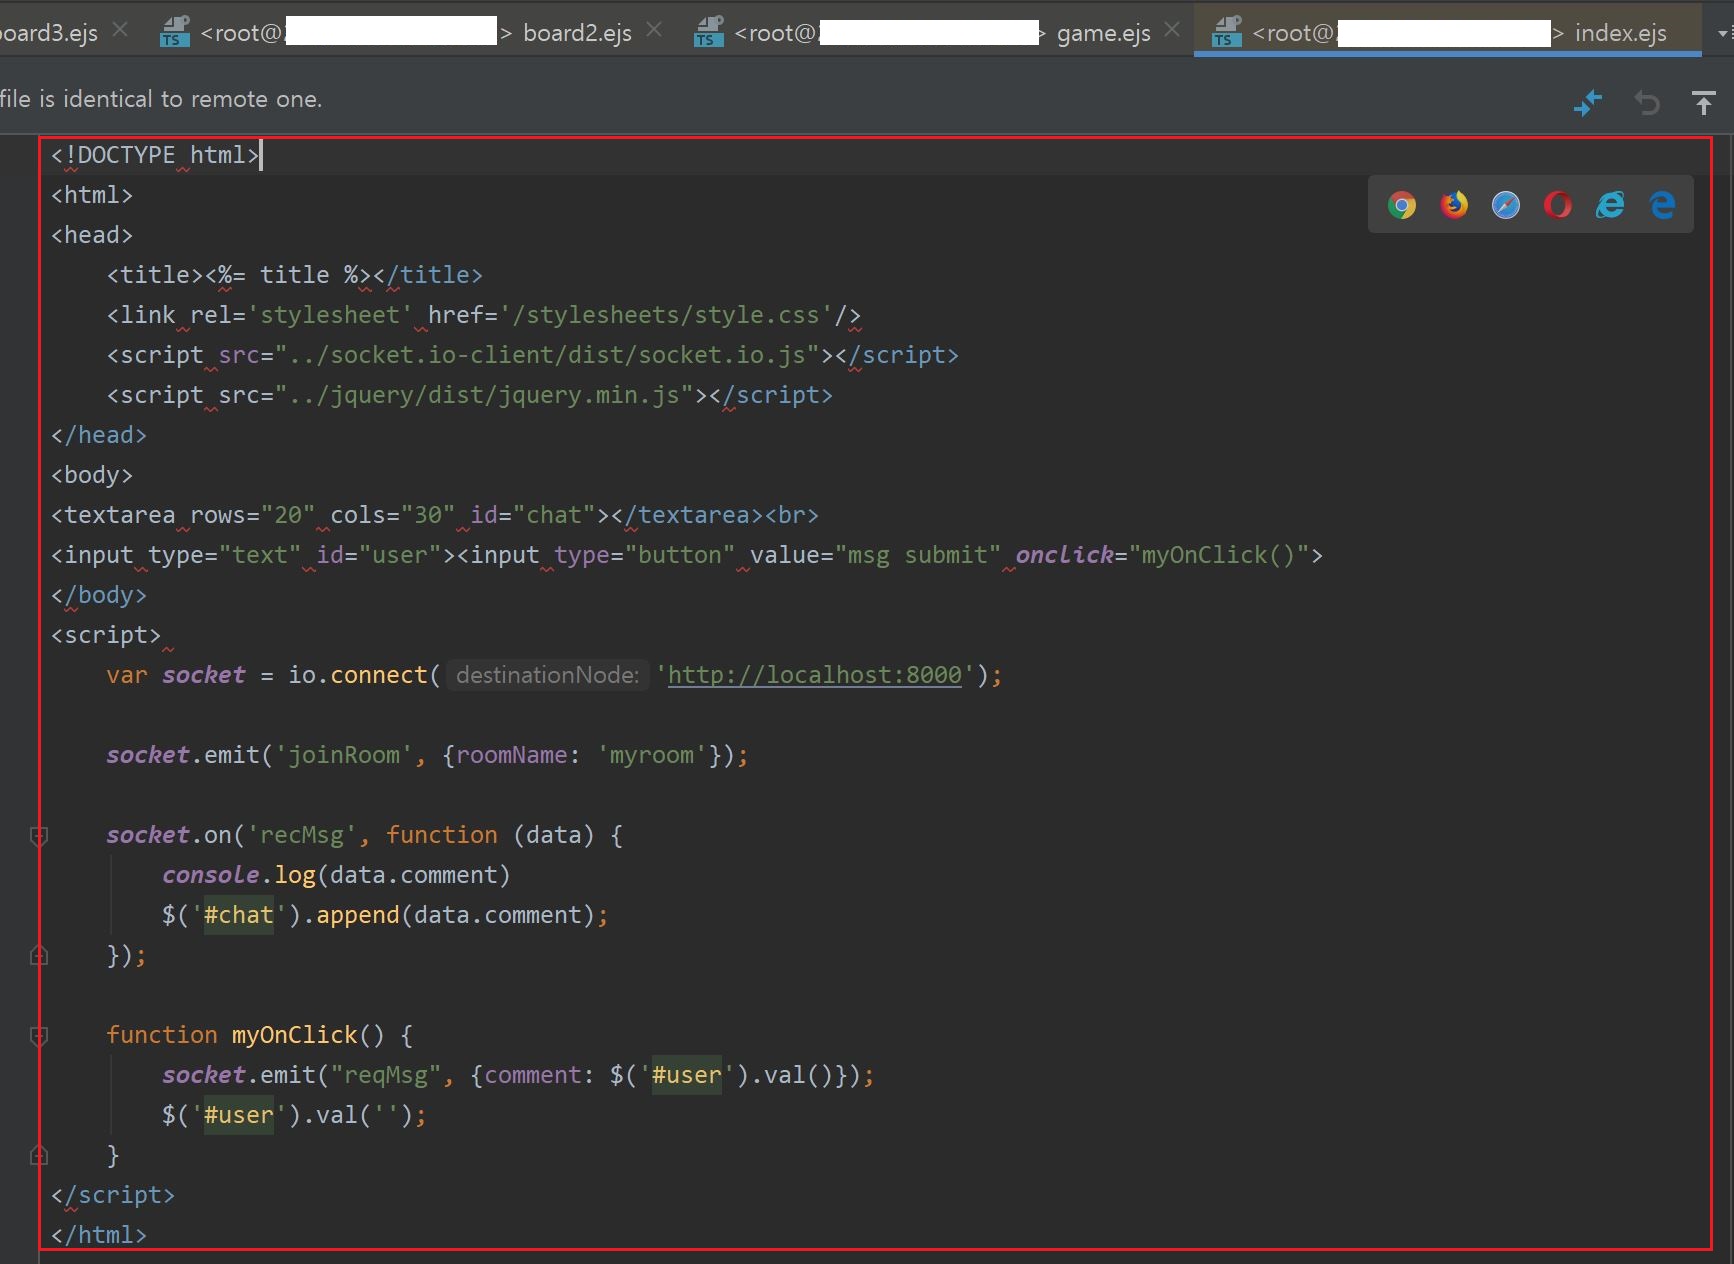 oard3.ejs <root@ > board2.ejs <root@ > game.ejs <root@ > index.ejs
file is identical to remote one.
<!DOCTYPE html>
<html>
<head>
    <title><%= title %></title>
    <link rel='stylesheet' href='/stylesheets/style.css'/>
    <script src="../socket.io-client/dist/socket.io.js"></script>
    <script src="../jquery/dist/jquery.min.js"></script>
</head>
<body>
<textarea rows="20" cols="30" id="chat"></textarea><br>
<input type="text" id="user"><input type="button" value="msg submit" onclick="myOnClick()">
</body>
<script>
    var socket = io.connect( destinationNode: 'http://localhost:8000');
    socket.emit('joinRoom', {roomName: 'myroom'});
    socket.on('recMsg', function (data) {
        console.log(data.comment)
        $('#chat').append(data.comment);
    });
    function myOnClick() {
        socket.emit("reqMsg", {comment: $('#user').val()});
        $('#user').val('');
    }
</script>
</html>